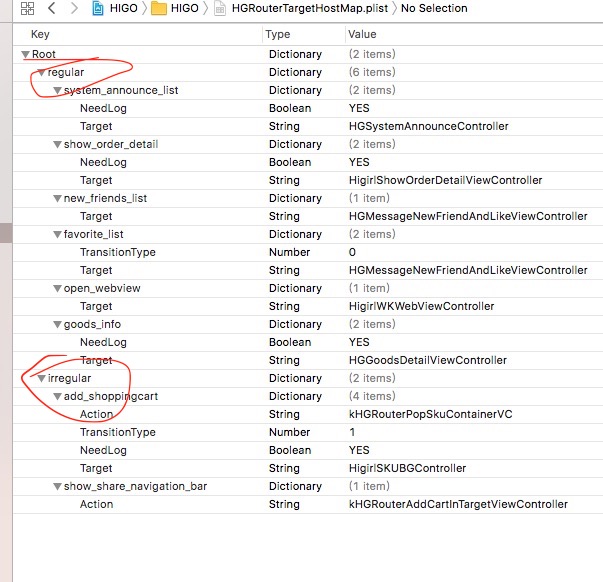 HIGO HIGO HGRouterTargetHostMap.plist No Selection
Key Type Value
Root Dictionary (2 items)
regular Dictionary (6 items)
system_announce_list Dictionary (2 items)
NeedLog Boolean YES
Target String HGSystemAnnounceController
show_order_detail Dictionary (2 items)
NeedLog Boolean YES
Target String HigirlShowOrderDetailViewController
new_friends_list Dictionary (1 item)
Target String HGMessageNewFriendAndLikeViewController
favorite_list Dictionary (2 items)
TransitionType Number 0
Target String HGMessageNewFriendAndLikeViewController
open_webview Dictionary (1 item)
Target String HigirlWKWebViewController
goods_info Dictionary (2 items)
NeedLog Boolean YES
Target String HGGoodsDetailViewController
irregular Dictionary (2 items)
add_shoppingcart Dictionary (4 items)
Action String kHGRouterPopSkuContainerVC
TransitionType Number 1
NeedLog Boolean YES
Target String HigirlSKUBGController
show_share_navigation_bar Dictionary (1 item)
Action String kHGRouterAddCartInTargetViewController